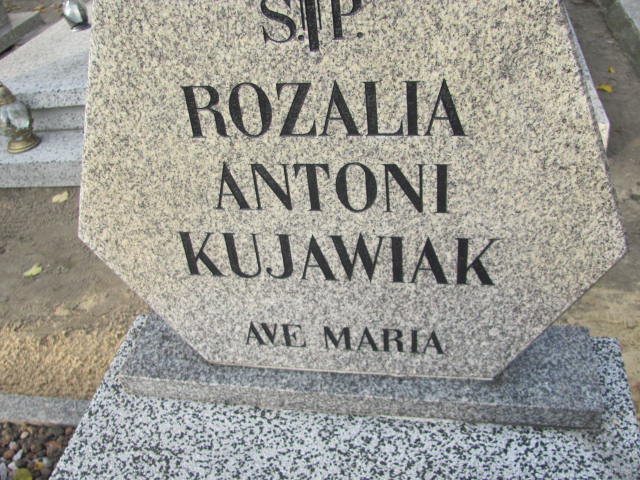 Ś.P.
ROZALIA
ANTONI
KUJAWIAK
AVE MARIA